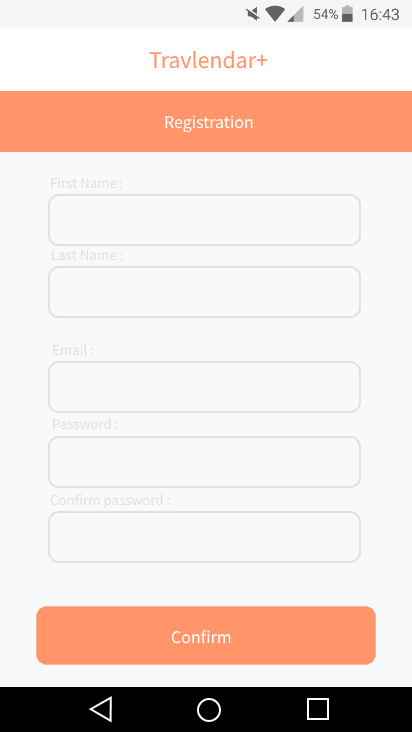 54% 16:43
Travlendar+
Registration
First Name :
Last Name :
Email :
Password :
Confirm password :
Confirm